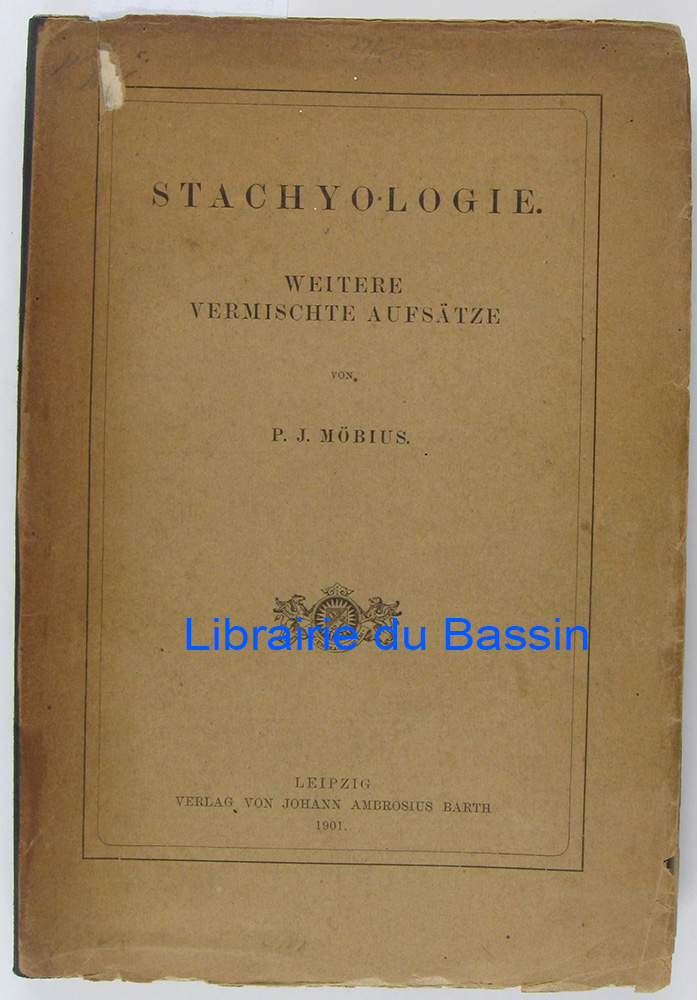 STACHYOLOGIE.
WEITERE
VERMISCHTE AUFSÄTZE
VON
P. J. MÖBIUS.
Librairie du Bassin
LEIPZIG
VERLAG VON JOHANN AMBROSIUS BARTH
1901.